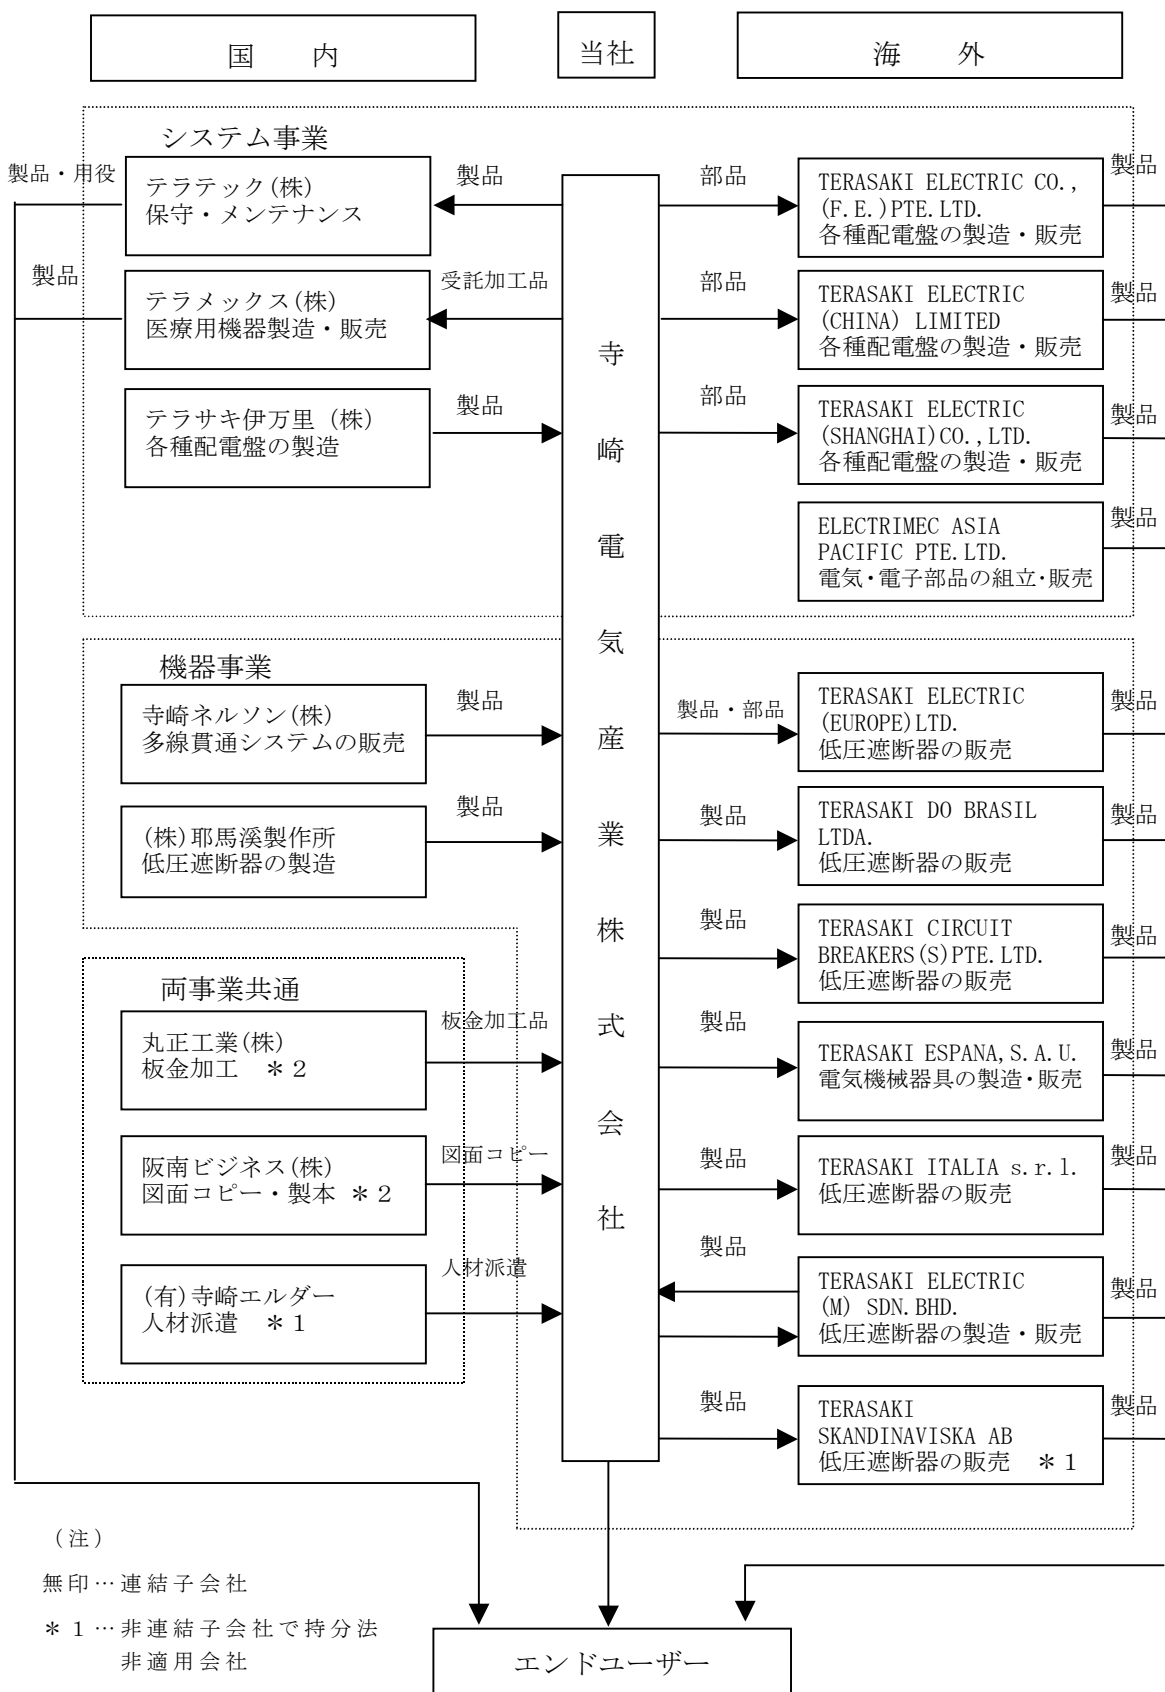 国　内
当社
海　外
システム事業
製品・用役
テラテック(株)
保守・メンテナンス
製品
部品
TERASAKI ELECTRIC CO.,
(F.E.)PTE.LTD.
各種配電盤の製造・販売
製品
製品
テラメックス(株)
医療用機器製造・販売
受託加工品
部品
TERASAKI ELECTRIC
(CHINA) LIMITED
各種配電盤の製造・販売
製品
テラサキ伊万里(株)
各種配電盤の製造
製品
部品
TERASAKI ELECTRIC
(SHANGHAI)CO.,LTD.
各種配電盤の製造・販売
製品
ELECTRIMEC ASIA
PACIFIC PTE.LTD.
電気・電子部品の組立・販売
製品
寺崎電気産業株式会社
機器事業
寺崎ネルソン(株)
多線貫通システムの販売
製品
製品・部品
TERASAKI ELECTRIC
(EUROPE)LTD.
低圧遮断器の販売
製品
(株)耶馬溪製作所
低圧遮断器の製造
製品
製品
TERASAKI DO BRASIL
LTDA.
低圧遮断器の販売
製品
製品
TERASAKI CIRCUIT
BREAKERS(S)PTE.LTD.
低圧遮断器の販売
製品
両事業共通
丸正工業(株)
板金加工　＊２
板金加工品
製品
TERASAKI ESPANA,S.A.U.
電気機械器具の製造・販売
製品
阪南ビジネス(株)
図面コピー・製本 ＊２
図面コピー
製品
TERASAKI ITALIA s.r.l.
低圧遮断器の販売
製品
(有)寺崎エルダー
人材派遣　＊１
人材派遣
製品
TERASAKI ELECTRIC
(M) SDN.BHD.
低圧遮断器の製造・販売
製品
製品
TERASAKI
SKANDINAVISKA AB
低圧遮断器の販売　＊１
製品
（注）
無印…連結子会社
＊１…非連結子会社で持分法
非適用会社
エンドユーザー